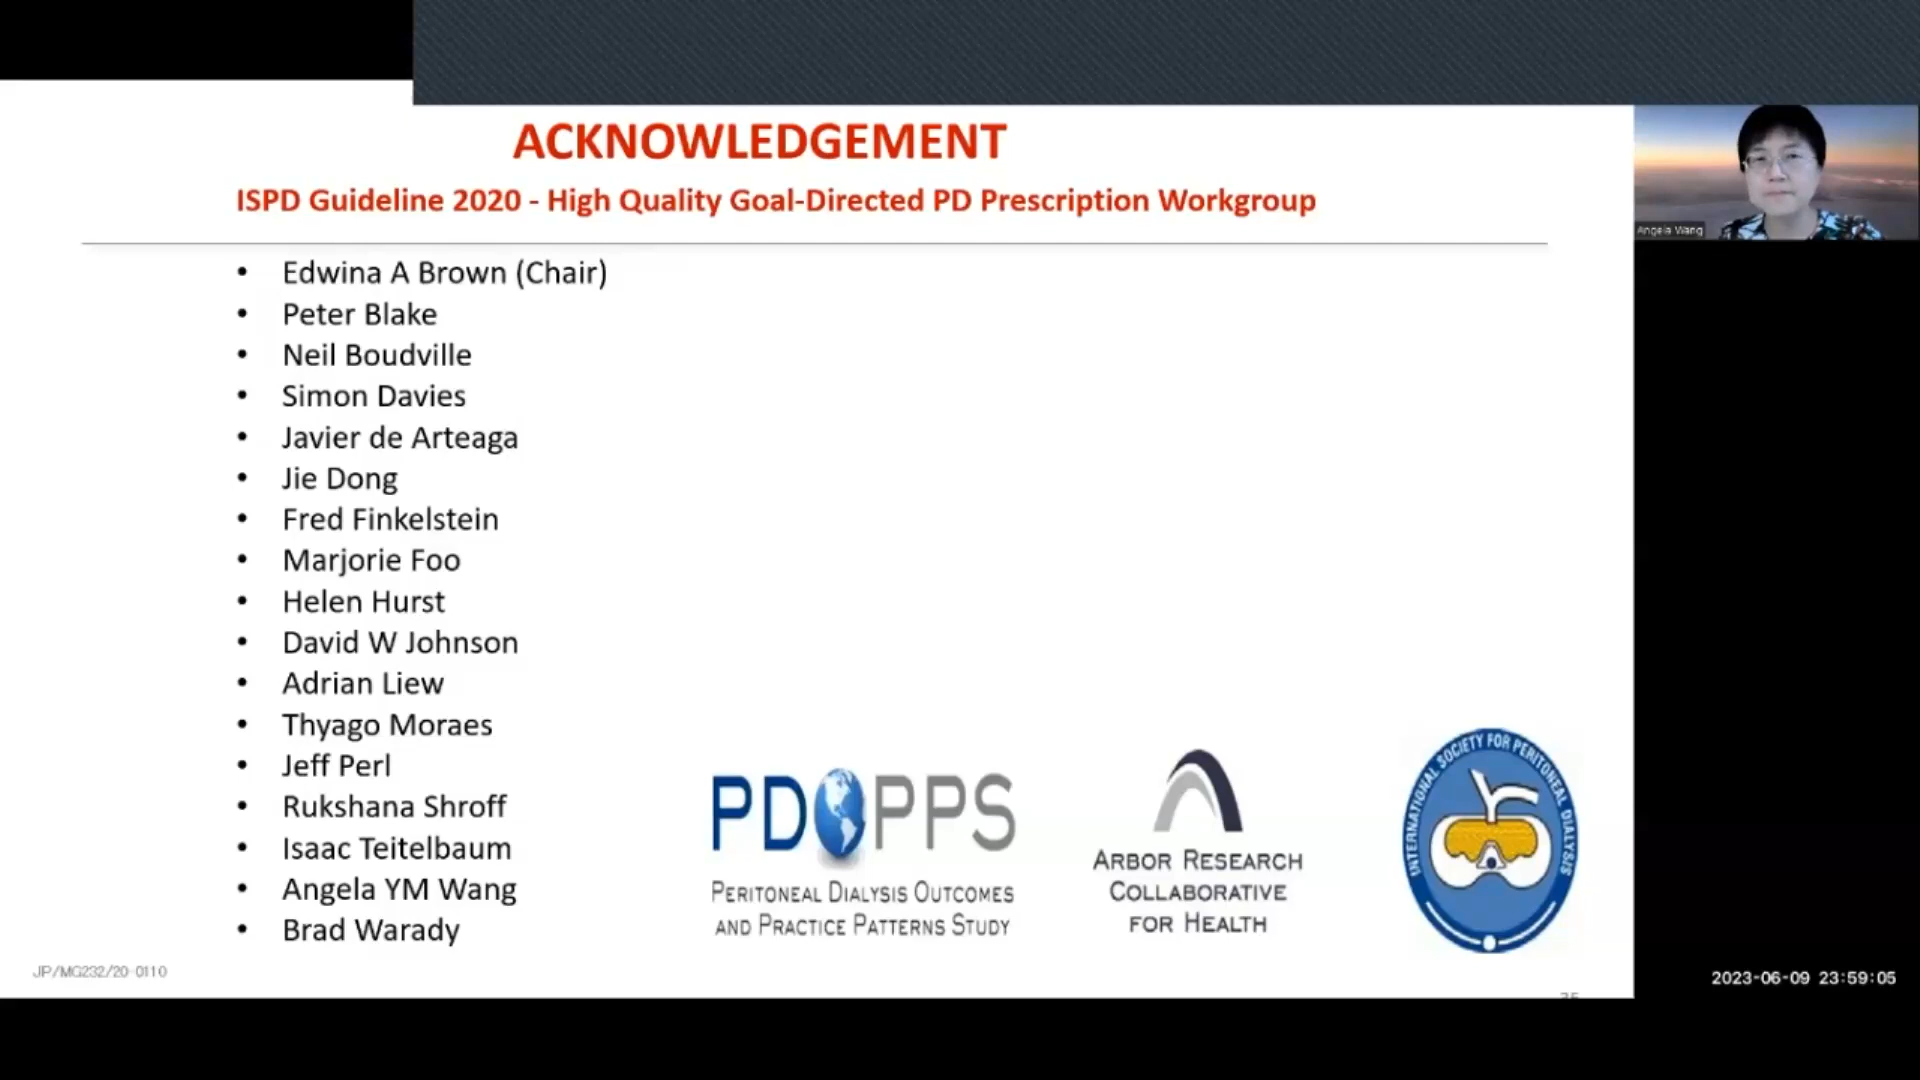 ACKNOWLEDGEMENT
ISPD Guideline 2020 - High Quality Goal-Directed PD Prescription Workgroup
• Edwina A Brown (Chair)
• Peter Blake
• Neil Boudville
• Simon Davies
• Javier de Arteaga
• Jie Dong
• Fred Finkelstein
• Marjorie Foo
• Helen Hurst
• David W Johnson
• Adrian Liew
• Thyago Moraes
• Jeff Perl
• Rukshana Shroff
• Isaac Teitelbaum
• Angela YM Wang
• Brad Warady
PDOPPS
PERITONEAL DIALYSIS OUTCOMES
AND PRACTICE PATTERNS STUDY
ARBOR RESEARCH
COLLABORATIVE
FOR HEALTH
INTERNATIONAL SOCIETY FOR PERITONEAL DIALYSIS
JP/MG232/20-0110
Angela Wang
2023-06-09 23:59:05